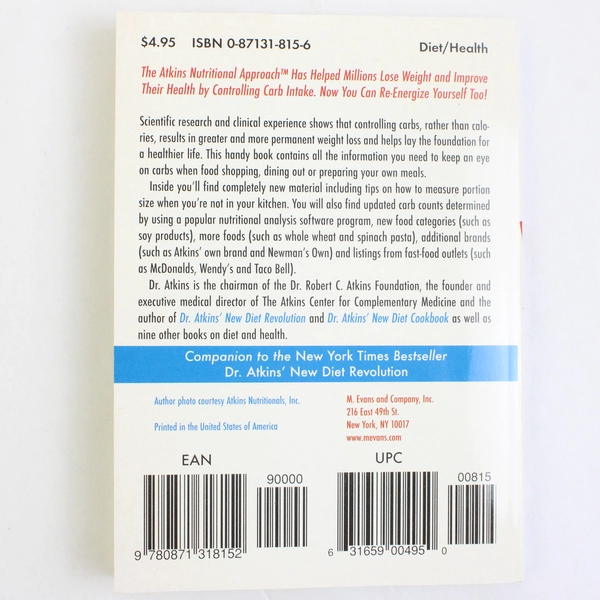 $4.95 ISBN 0-87131-815-6 Diet/Health
The Atkins Nutritional Approach™ Has Helped Millions Lose Weight and Improve
Their Health by Controlling Carb Intake. Now You Can Re-Energize Yourself Too!
Scientific research and clinical experience shows that controlling carbs, rather than calo-
ries, results in greater and more permanent weight loss and helps lay the foundation for
a healthier life. This handy book contains all the information you need to keep an eye
on carbs when food shopping, dining out or preparing your own meals.
Inside you'll find completely new material including tips on how to measure portion
size when you're not in your kitchen. You will also find updated carb counts determined
by using a popular nutritional analysis software program, new food categories (such as
soy products), more foods (such as whole wheat and spinach pasta), additional brands
(such as Atkins' own brand and Newman's Own) and listings from fast-food outlets (such
as McDonalds, Wendy's and Taco Bell).
Dr. Atkins is the chairman of the Dr. Robert C. Atkins Foundation, the founder and
executive medical director of The Atkins Center for Complementary Medicine and the
author of Dr. Atkins' New Diet Revolution and Dr. Atkins' New Diet Cookbook as well as
nine other books on diet and health.
Companion to the New York Times Bestseller
Dr. Atkins' New Diet Revolution
Author photo courtesy Atkins Nutritionals, Inc.
Printed in the United States of America
M. Evans and Company, Inc.
216 East 49th St.
New York, NY 10017
www.mevans.com
EAN
90000
9 780871 318152
UPC
00815
6 31659 00495 0